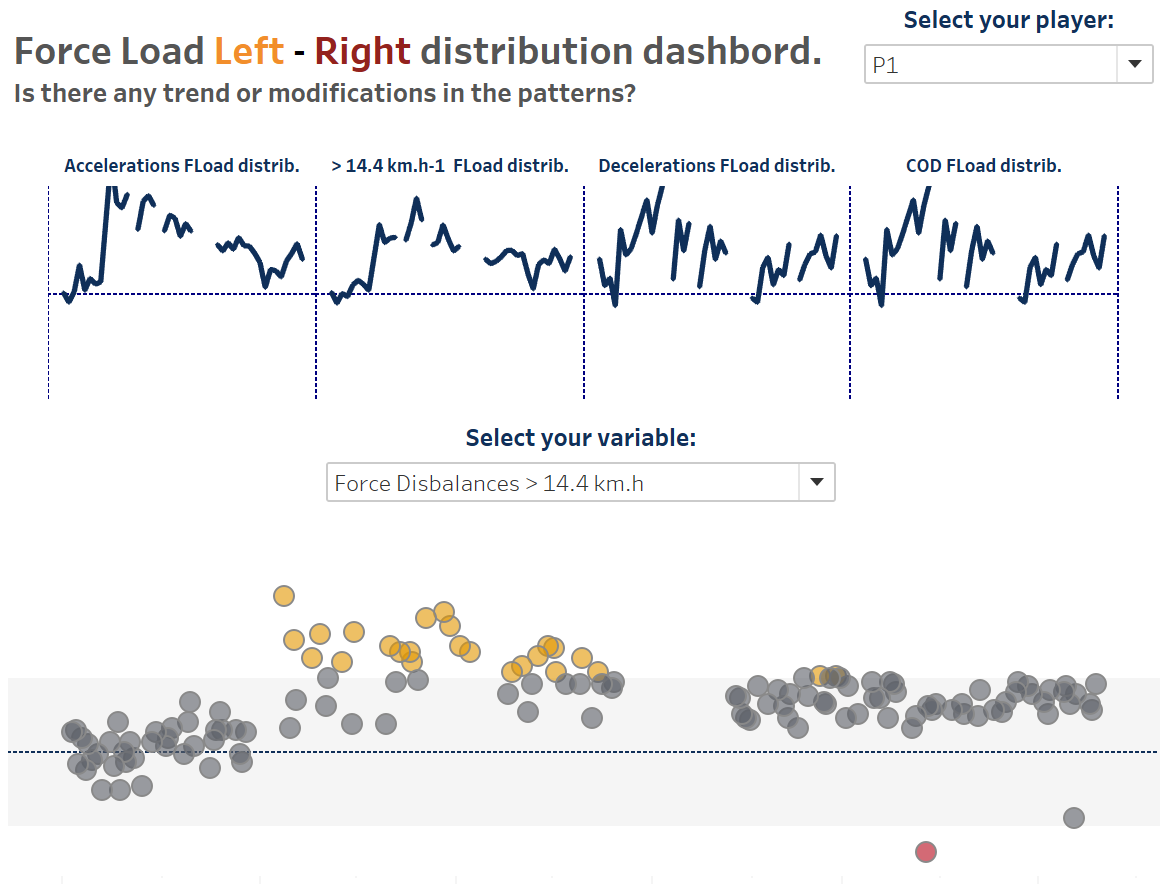 Select your player:
Force Load Left - Right distribution dashbord.
P1
Is there any trend or modifications in the patterns?
Accelerations FLoad distrib.
> 14.4 km.h-1 FLoad distrib.
Decelerations FLoad distrib.
COD FLoad distrib.
Select your variable:
Force Disbalances > 14.4 km.h